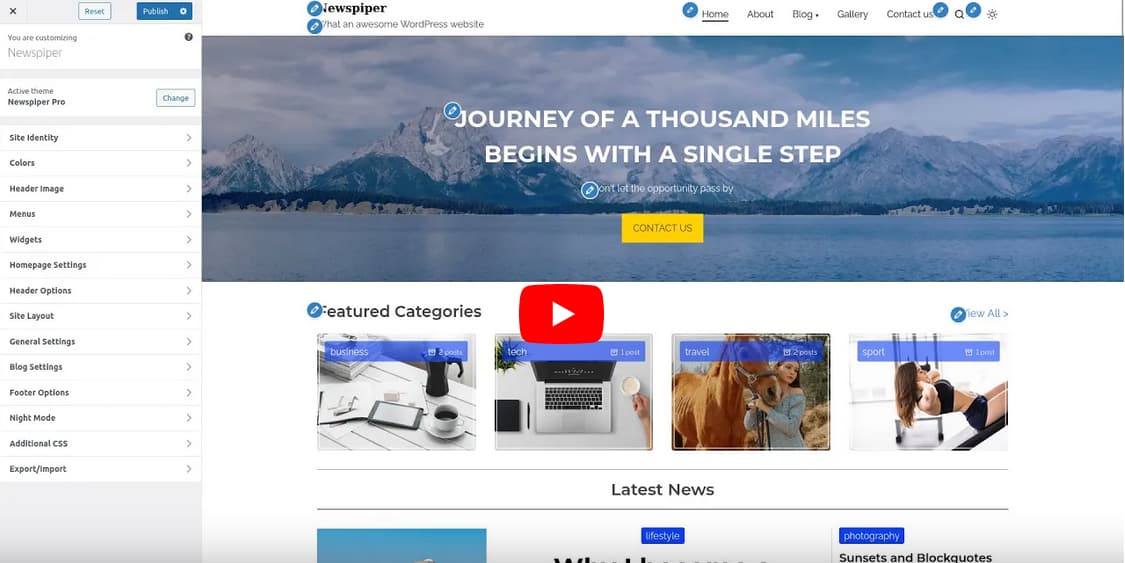 Reset
Publish
You are customizing
Newspiper
Active theme
Newspiper Pro
Change
Site Identity
Colors
Header Image
Menus
Widgets
Homepage Settings
Header Options
Site Layout
General Settings
Blog Settings
Footer Options
Night Mode
Additional CSS
Export/Import
Newspiper
What an awesome WordPress website
Home About Blog Gallery Contact us
JOURNEY OF A THOUSAND MILES
BEGINS WITH A SINGLE STEP
Don't let the opportunity pass by
CONTACT US
Featured Categories
View All >
business 2 posts
tech 1 post
travel 2 posts
sport 1 post
Latest News
lifestyle
photography
Sunsets and Blockquotes